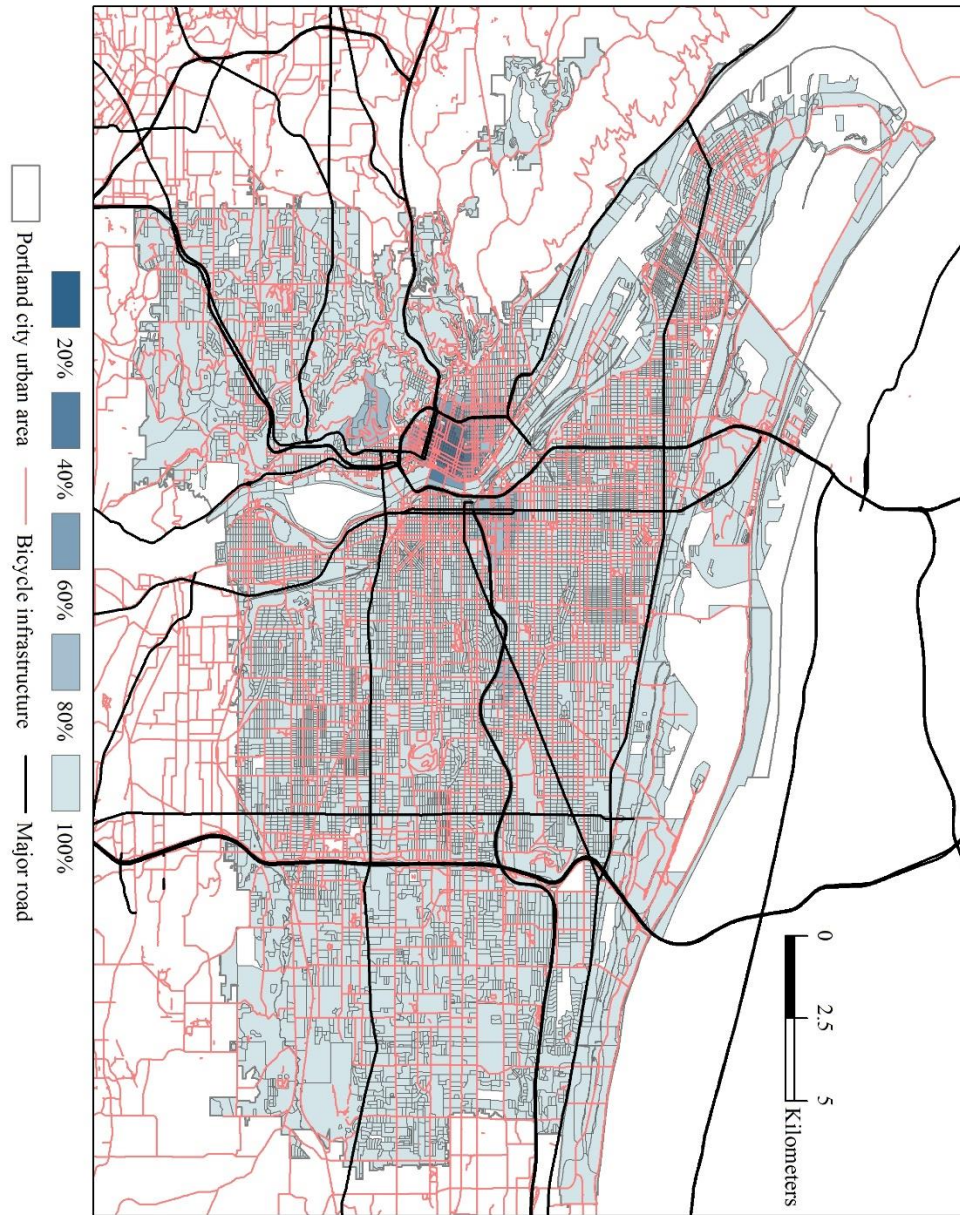 0
2.5
5
Kilometers
20%
40%
60%
80%
100%
Portland city urban area
Bicycle infrastructure
Major road